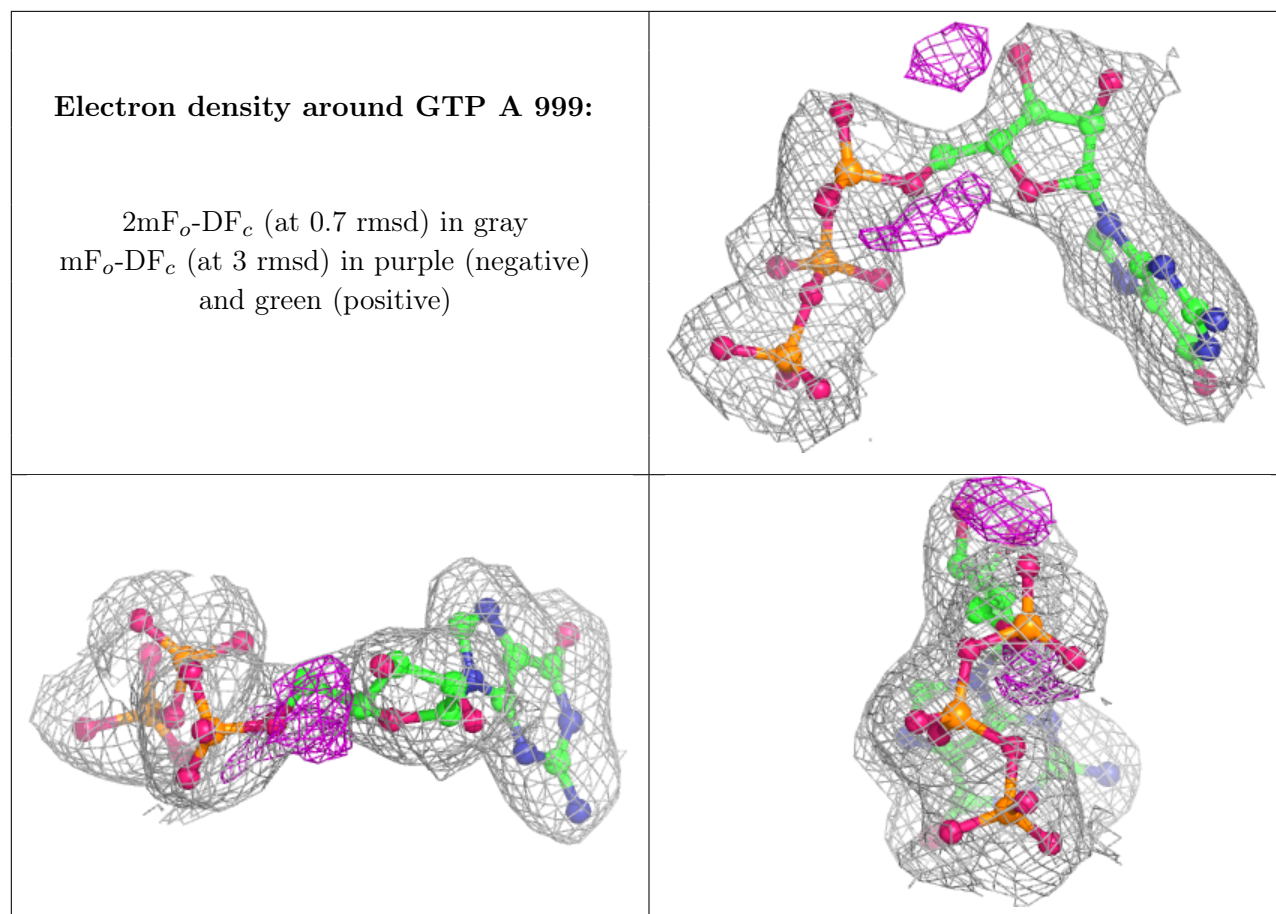 Electron density around GTP A 999:
2mFo-DFc (at 0.7 rmsd) in gray
mFo-DFc (at 3 rmsd) in purple (negative)
and green (positive)